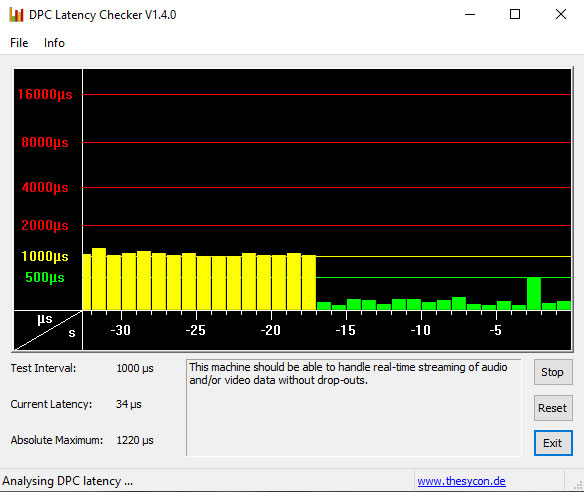 DPC Latency Checker V1.4.0
File Info
16000µs
8000µs
4000µs
2000µs
1000µs
500µs
µs
s
-30 -25 -20 -15 -10 -5
Test Interval: 1000 µs
Current Latency: 34 µs
Absolute Maximum: 1220 µs
This machine should be able to handle real-time streaming of audio
and/or video data without drop-outs.
Stop
Reset
Exit
Analysing DPC latency ...
www.thesycon.de